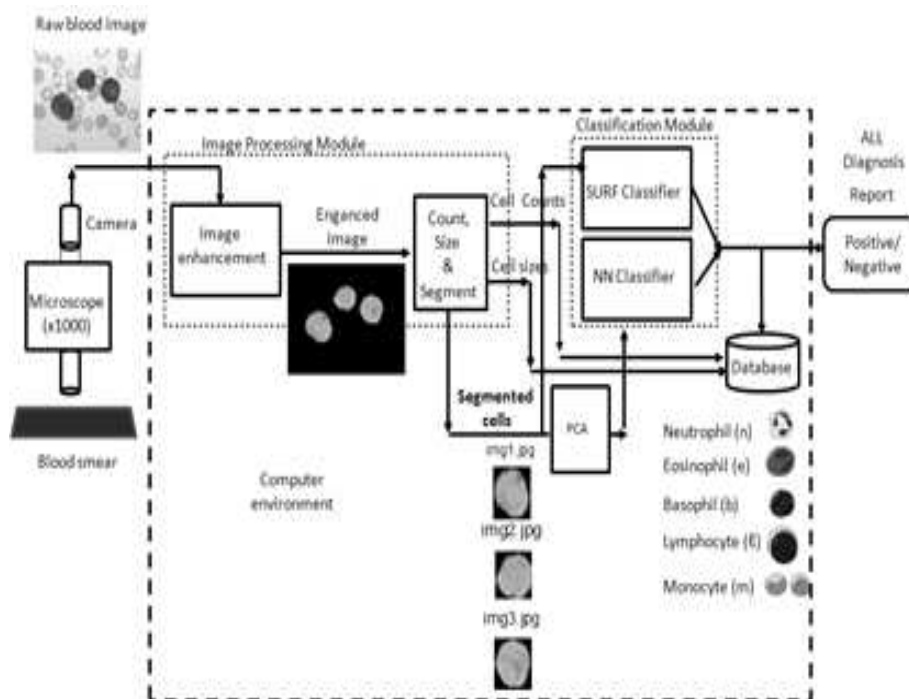 Raw blood image
Camera
Microscope
(x1000)
Blood smear
Image Processing Module
Image
enhancement
Enganced
Image
Count,
Size
&
Segment
Cell Counts
Cell sizes
Classification Module
SURF Classifier
NN Classifier
ALL
Diagnosis
Report
Positive/
Negative
Database
Segmented
cells
PCA
img1.jpg
img2.jpg
img3.jpg
Computer
environment
Neutrophil (n)
Eosinophil (e)
Basophil (b)
Lymphocyte (ℓ)
Monocyte (m)